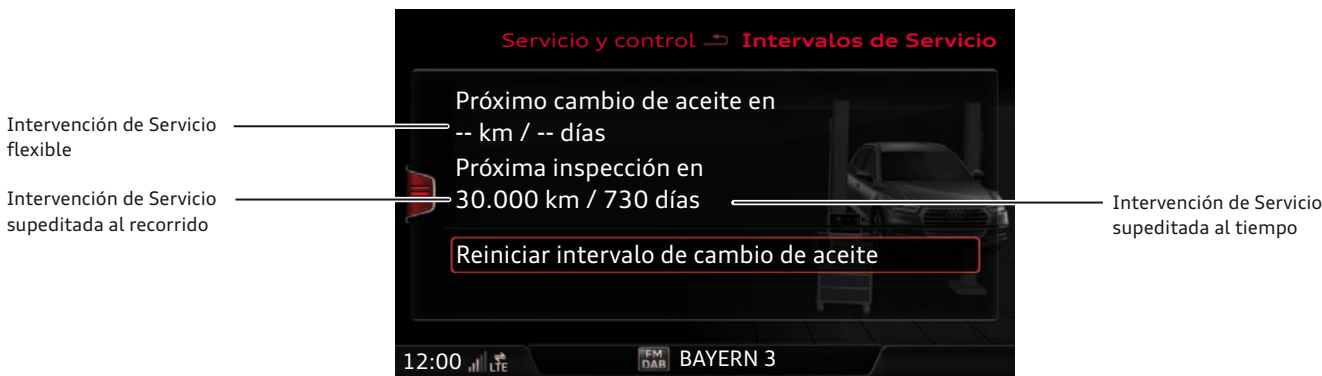 Servicio y control Intervalos de Servicio
Próximo cambio de aceite en
-- km / -- días
Próxima inspección en
30.000 km / 730 días
Reiniciar intervalo de cambio de aceite
12:00 LTE FM DAB BAYERN 3
Intervención de Servicio
flexible
Intervención de Servicio
supeditada al recorrido
Intervención de Servicio
supeditada al tiempo